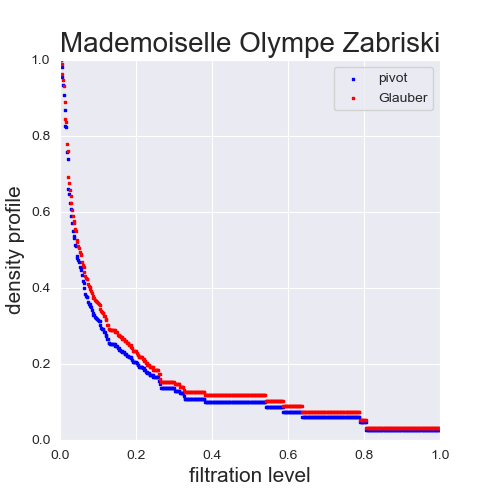 Mademoiselle Olympe Zabriski
pivot
Glauber
density profile
1.0
0.8
0.6
0.4
0.2
0.0
0.0 0.2 0.4 0.6 0.8 1.0
filtration level